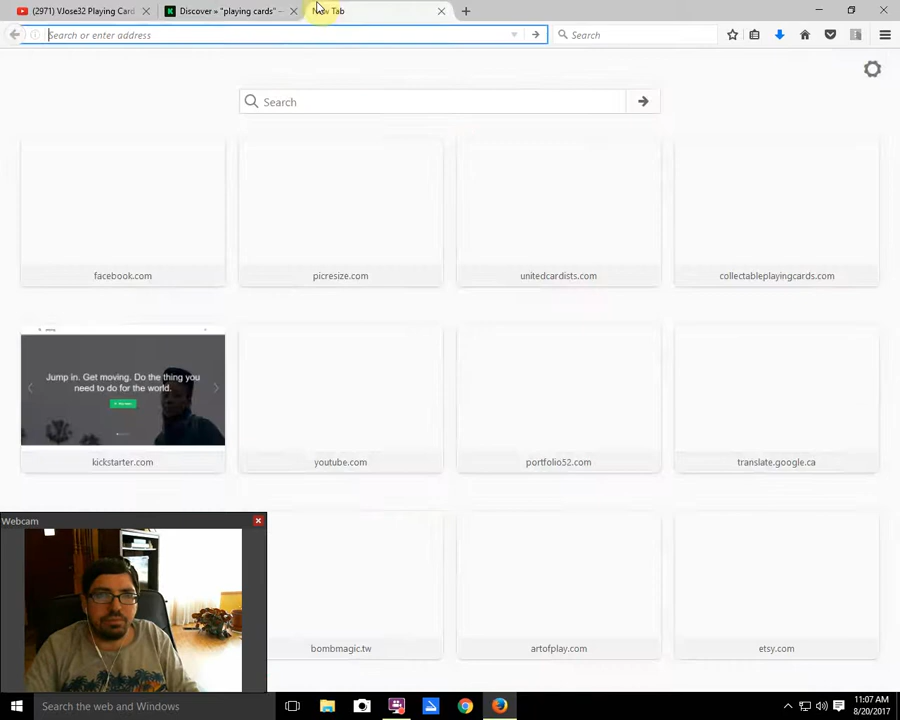 (2971) VJose32 Playing Card
Discover » "playing cards" –
New Tab
Search or enter address
Search
Search
facebook.com
picresize.com
unitedcardists.com
collectableplayingcards.com
Jump in. Get moving. Do the thing you
need to do for the world.
kickstarter.com
youtube.com
portfolio52.com
translate.google.ca
Webcam
bombmagic.tw
artofplay.com
etsy.com
Search the web and Windows
11:07 AM
8/20/2017